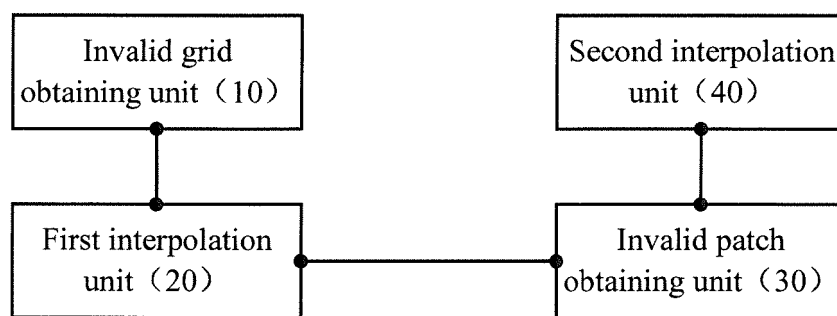 Invalid grid
obtaining unit（10）
Second interpolation
unit（40）
First interpolation
unit（20）
Invalid patch
obtaining unit（30）